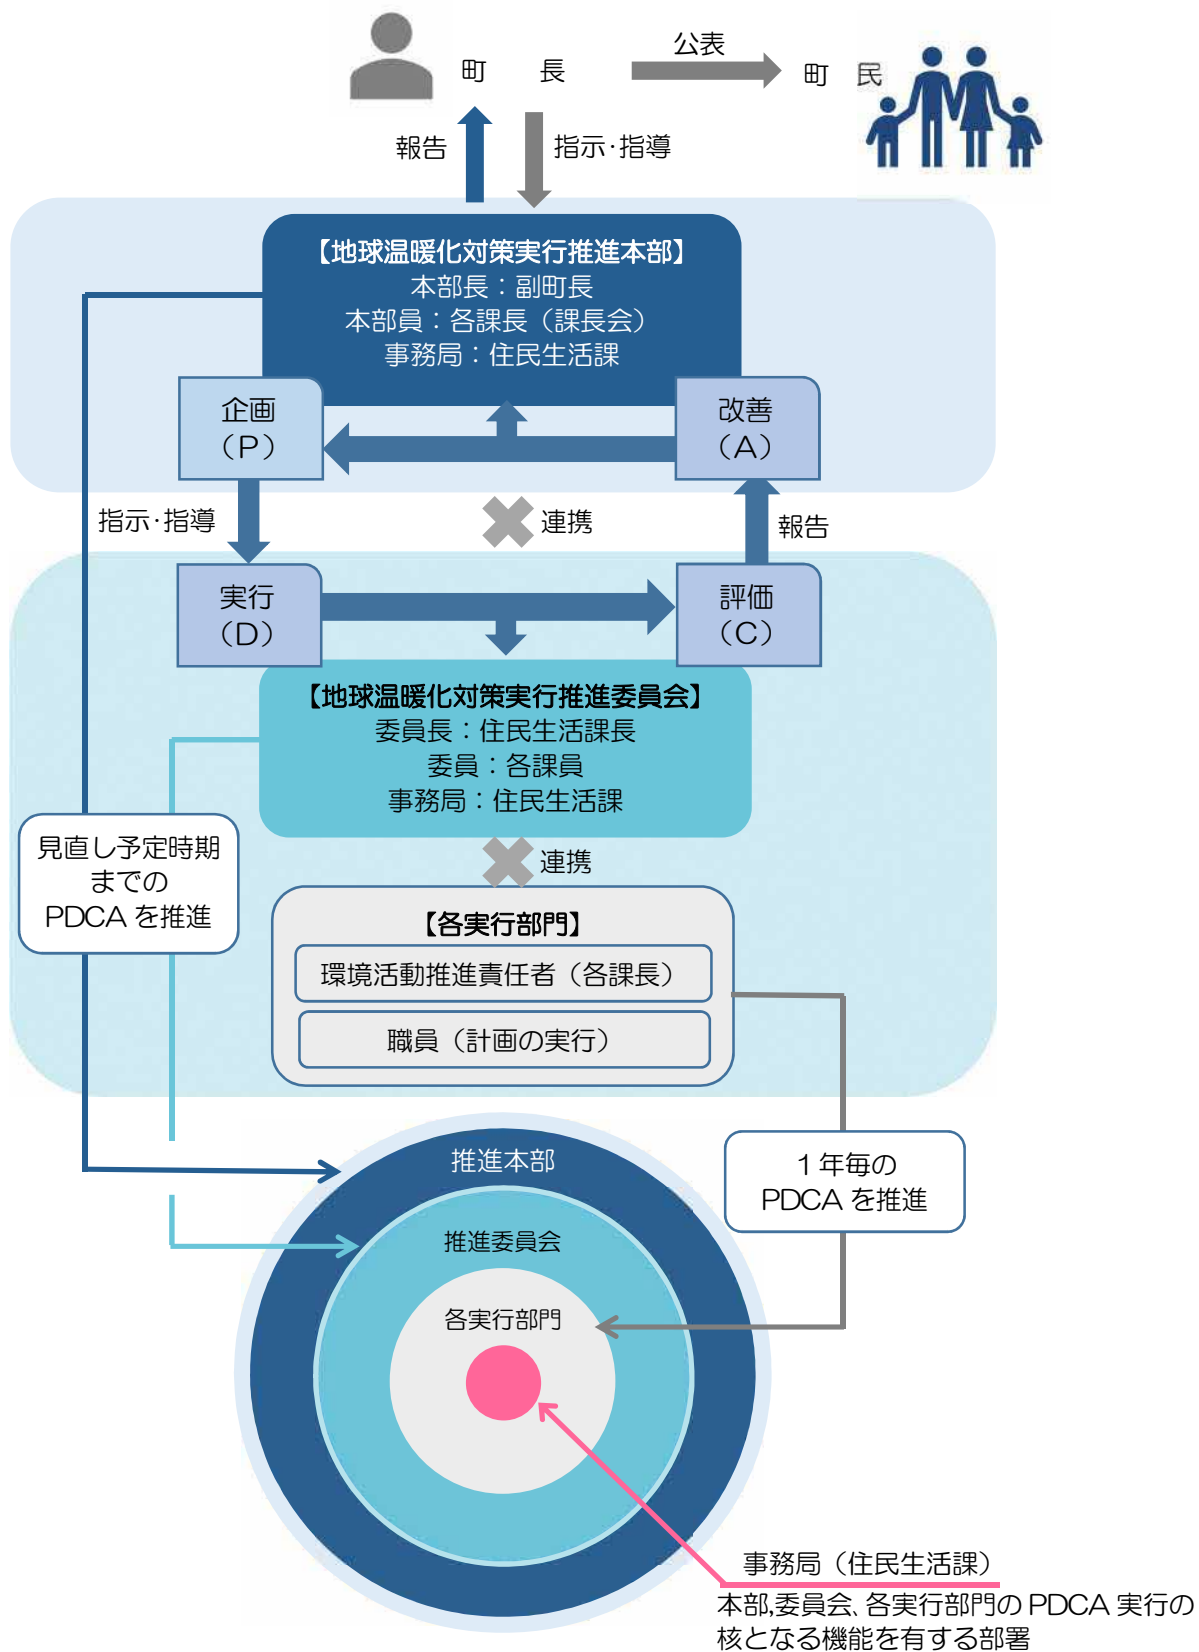 町 長
公表
町 民
報告
指示・指導
【地球温暖化対策実行推進本部】
本部長：副町長
本部員：各課長（課長会）
事務局：住民生活課
企画
（P）
改善
（A）
指示・指導
連携
報告
実行
（D）
評価
（C）
【地球温暖化対策実行推進委員会】
委員長：住民生活課長
委員：各課員
事務局：住民生活課
見直し予定時期
までの
PDCA を推進
連携
【各実行部門】
環境活動推進責任者（各課長）
職員（計画の実行）
推進本部
1 年毎の
PDCA を推進
推進委員会
各実行部門
事務局（住民生活課）
本部,委員会、各実行部門の PDCA 実行の
核となる機能を有する部署